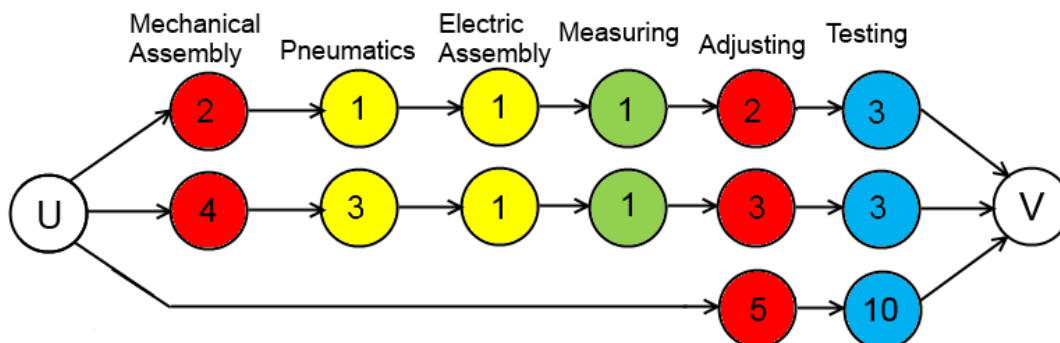 Mechanical
Assembly
Pneumatics
Electric
Assembly
Measuring
Adjusting
Testing
2
1
1
1
2
3
U
4
3
1
1
3
3
V
5
10